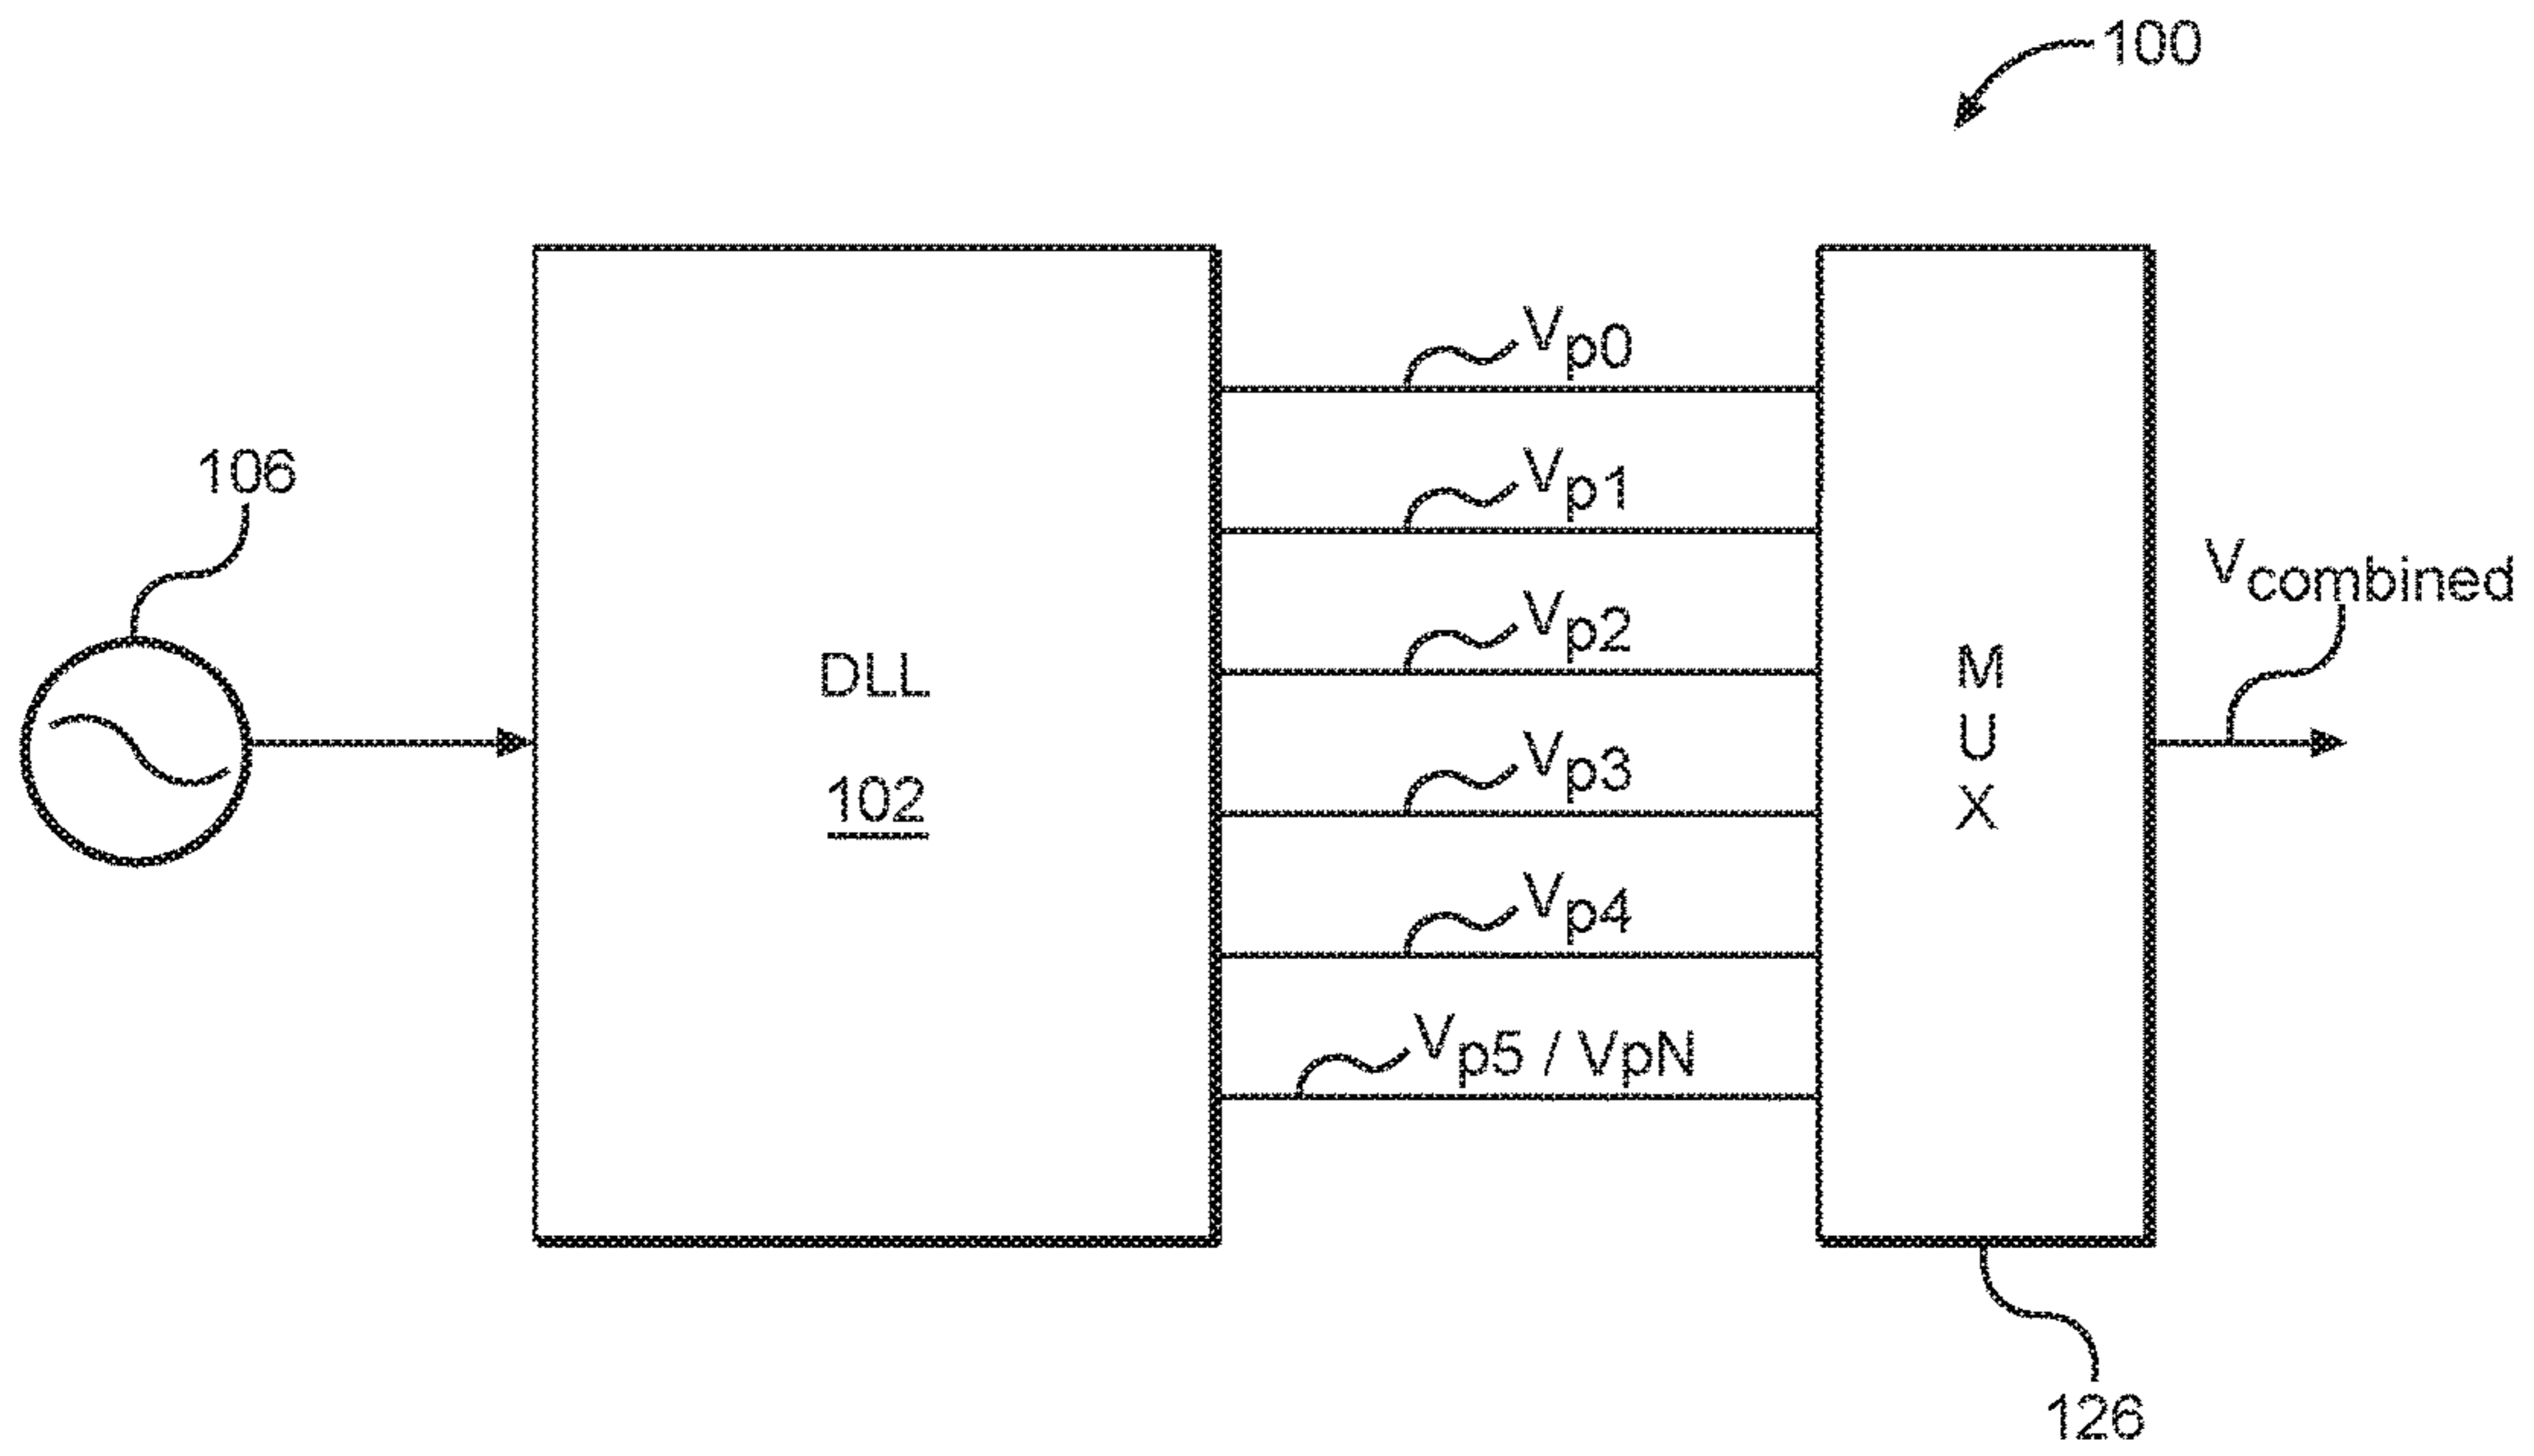 100
106
DLL
102
Vp0
Vp1
Vp2
Vp3
Vp4
Vp5 / VpN
M
U
X
Vcombined
126